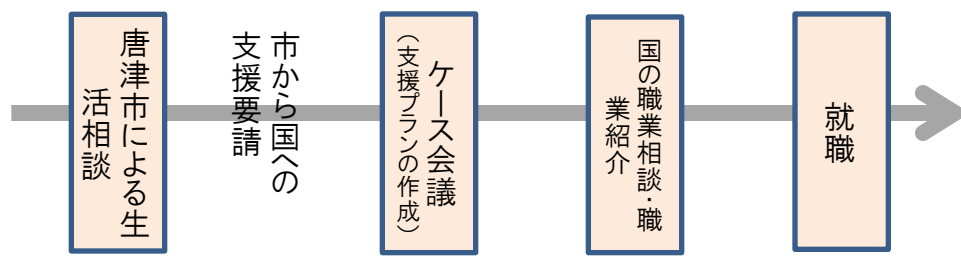 唐津市による生
活相談
市から国への
支援要請
ケース会議
（支援プランの作成）
国の職業相談・職
業紹介
就職